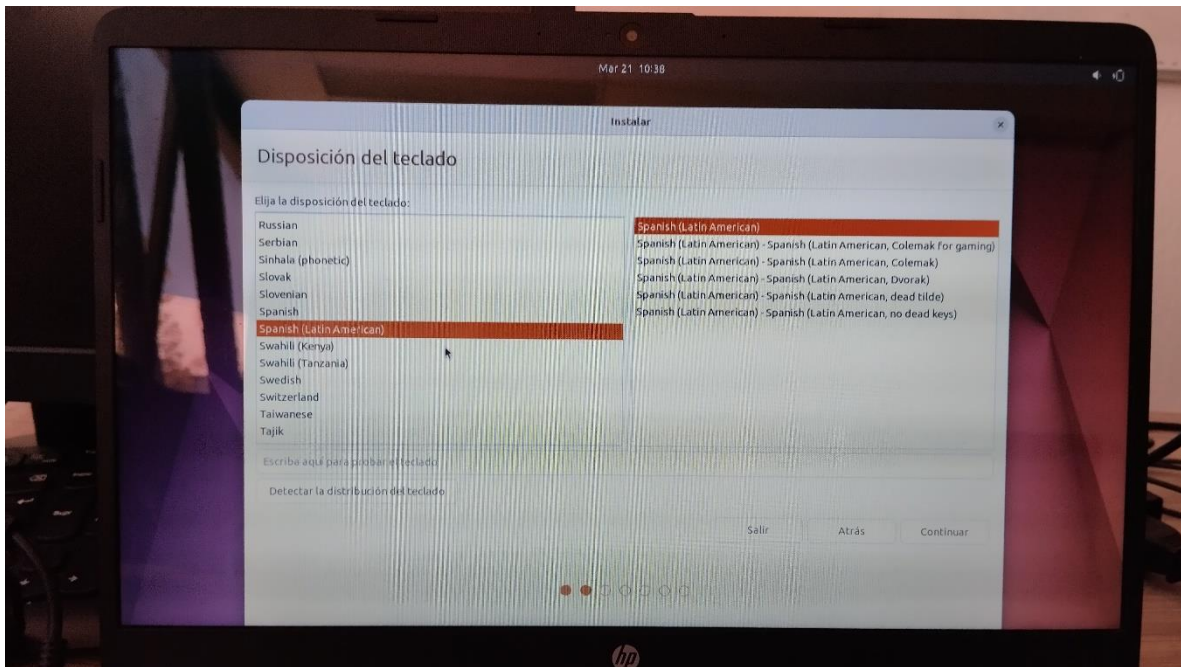 Mar 21 10:38
Instalar
Disposición del teclado
Elija la disposición del teclado:
Russian
Serbian
Sinhala (phonetic)
Slovak
Slovenian
Spanish
Spanish (Latin American)
Swahili (Kenya)
Swahili (Tanzania)
Swedish
Switzerland
Taiwanese
Tajik
Spanish (Latin American)
Spanish (Latin American) - Spanish (Latin American, Colemak for gaming)
Spanish (Latin American) - Spanish (Latin American, Colemak)
Spanish (Latin American) - Spanish (Latin American, Dvorak)
Spanish (Latin American) - Spanish (Latin American, dead tilde)
Spanish (Latin American) - Spanish (Latin American, no dead keys)
Escriba aquí para probar el teclado
Detectar la distribución del teclado
Salir
Atrás
Continuar
hp